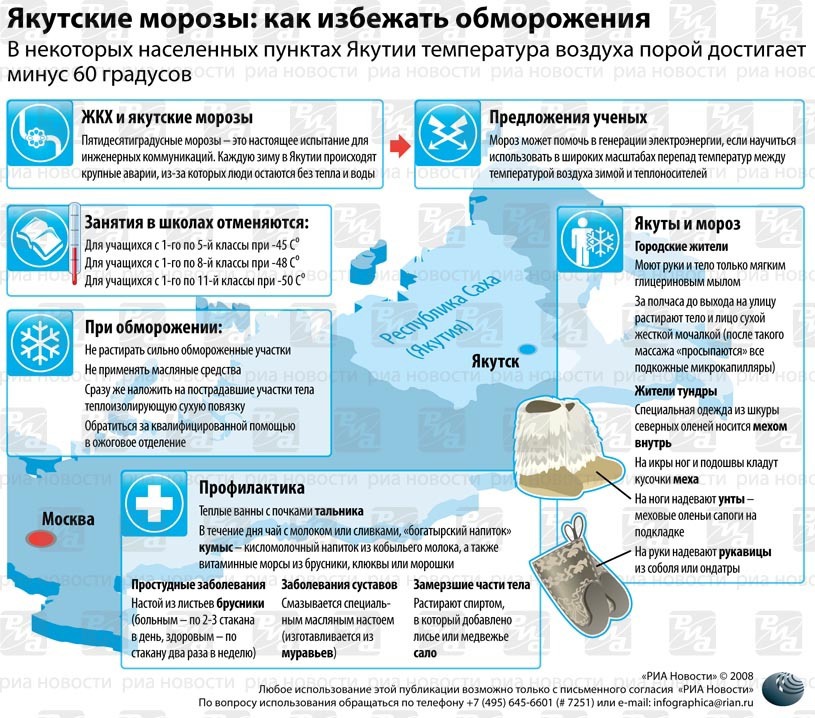 Якутские морозы: как избежать обморожения
В некоторых населенных пунктах Якутии температура воздуха порой достигает
минус 60 градусов
ЖКХ и якутские морозы
Пятидесятиградусные морозы – это настоящее испытание для
инженерных коммуникаций. Каждую зиму в Якутии происходят
крупные аварии, из-за которых люди остаются без тепла и воды
Предложения ученых
Мороз может помочь в генерации электроэнергии, если научиться
использовать в широких масштабах перепад температур между
температурой воздуха зимой и теплоносителей
Занятия в школах отменяются:
Для учащихся с 1-го по 5-й классы при -45 С⁰
Для учащихся с 1-го по 8-й классы при -48 С⁰
Для учащихся с 1-го по 11-й классы при -50 С⁰
При обморожении:
Не растирать сильно обмороженные участки
Не применять масляные средства
Сразу же наложить на пострадавшие участки тела
теплоизолирующую сухую повязку
Обратиться за квалифицированной помощью
в ожоговое отделение
Республика Саха
(Якутия)
Якутск
Москва
Якуты и мороз
Городские жители
Моют руки и тело только мягким
глицериновым мылом
За полчаса до выхода на улицу
растирают тело и лицо сухой
жесткой мочалкой (после такого
массажа «просыпаются» все
подкожные микрокапилляры)
Жители тундры
Специальная одежда из шкуры
северных оленей носится мехом
внутрь
На икры ног и подошвы кладут
кусочки меха
На ноги надевают унты –
меховые оленьи сапоги на
подкладке
На руки надевают рукавицы
из соболя или ондатры
Профилактика
Теплые ванны с почками тальника
В течение дня чай с молоком или сливками, «богатырский напиток»
кумыс – кисломолочный напиток из кобыльего молока, а также
витаминные морсы из брусники, клюквы или морошки
Простудные заболевания
Настой из листьев брусники
(больным – по 2-3 стакана
в день, здоровым – по
стакану два раза в неделю)
Заболевания суставов
Смазывается специаль-
ным масляным настоем
(изготавливается из
муравьев)
Замерзшие части тела
Растирают спиртом,
в который добавлено
лисье или медвежье
сало
«РИА Новости» © 2008
Любое использование этой публикации возможно только с письменного согласия «РИА Новости»
По вопросу использования обращаться по телефону +7 (495) 645-6601 (# 7251) или e-mail: infographica@rian.ru